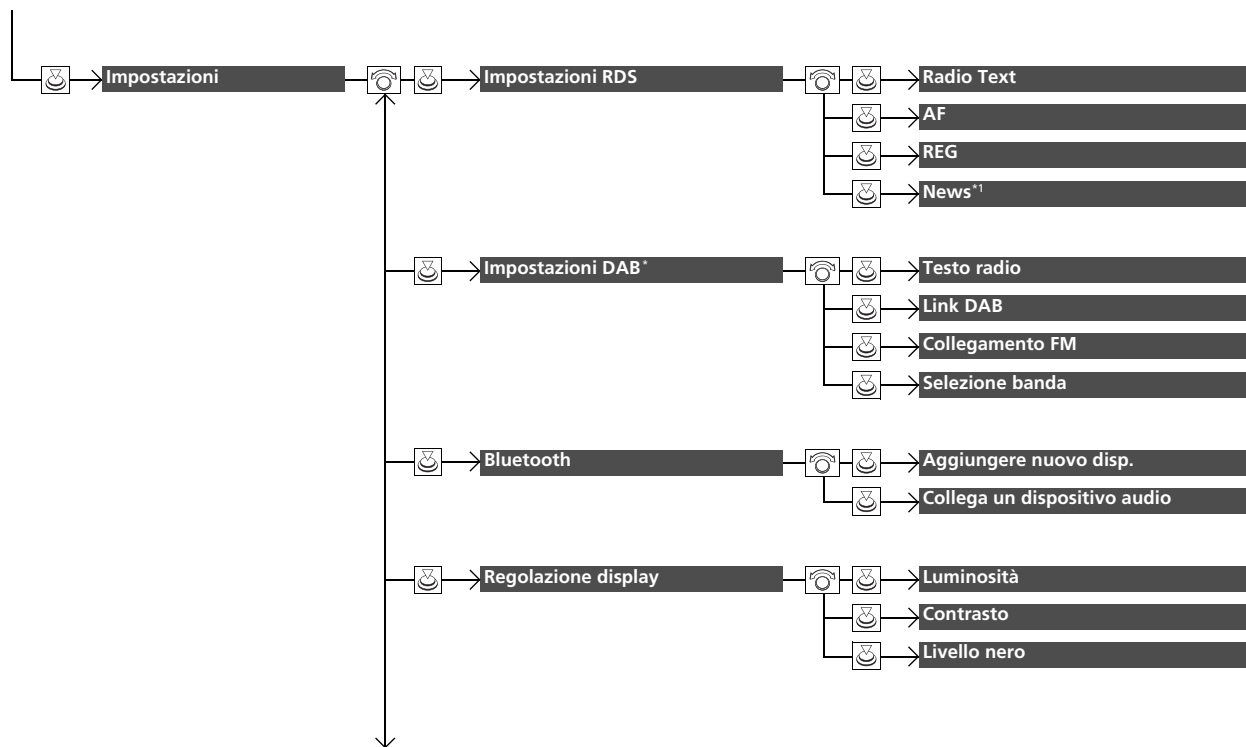 Impostazioni
Impostazioni RDS
Radio Text
AF
REG
News*1
Impostazioni DAB*
Testo radio
Link DAB
Collegamento FM
Selezione banda
Bluetooth
Aggiungere nuovo disp.
Collega un dispositivo audio
Regolazione display
Luminosità
Contrasto
Livello nero